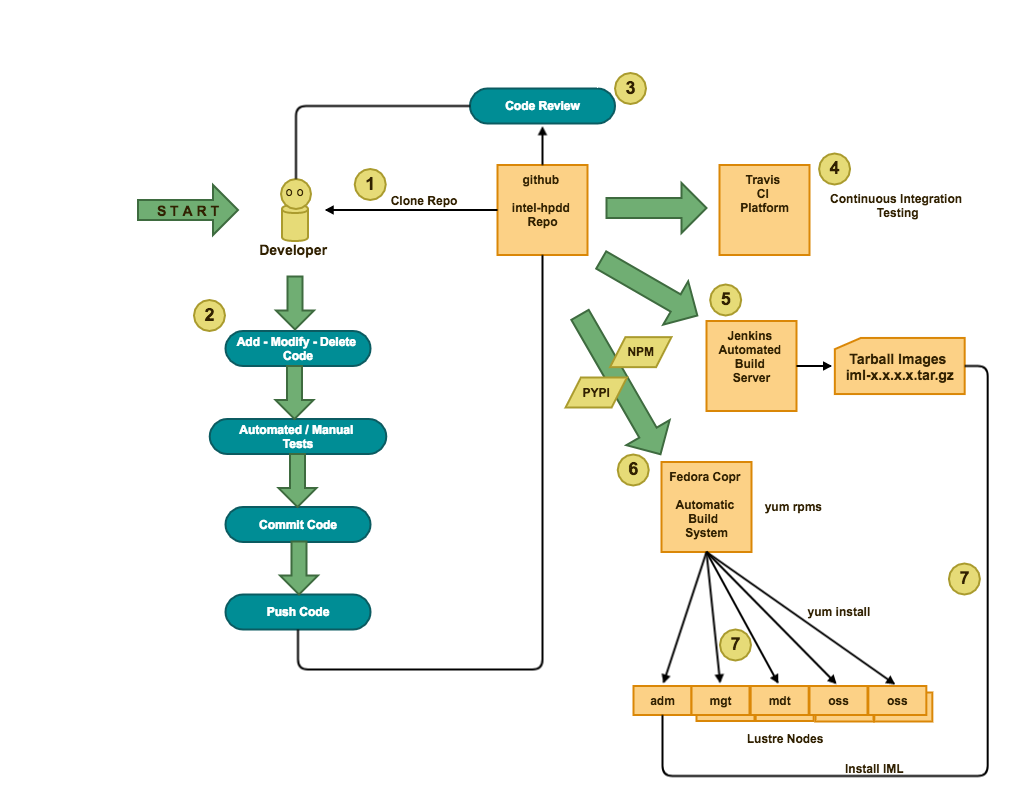 3
Code Review
START
1
Clone Repo
Developer
github
intel-hpdd
Repo
Travis
CI
Platform
4
Continuous Integration
Testing
2
Add - Modify - Delete
Code
Automated / Manual
Tests
Commit Code
Push Code
5
Jenkins
Automated
Build
Server
Tarball Images
iml-x.x.x.x.tar.gz
NPM
PYPI
6
Fedora Copr
Automatic
Build
System
yum rpms
7
yum install
7
adm
mgt
mdt
oss
oss
Lustre Nodes
Install IML